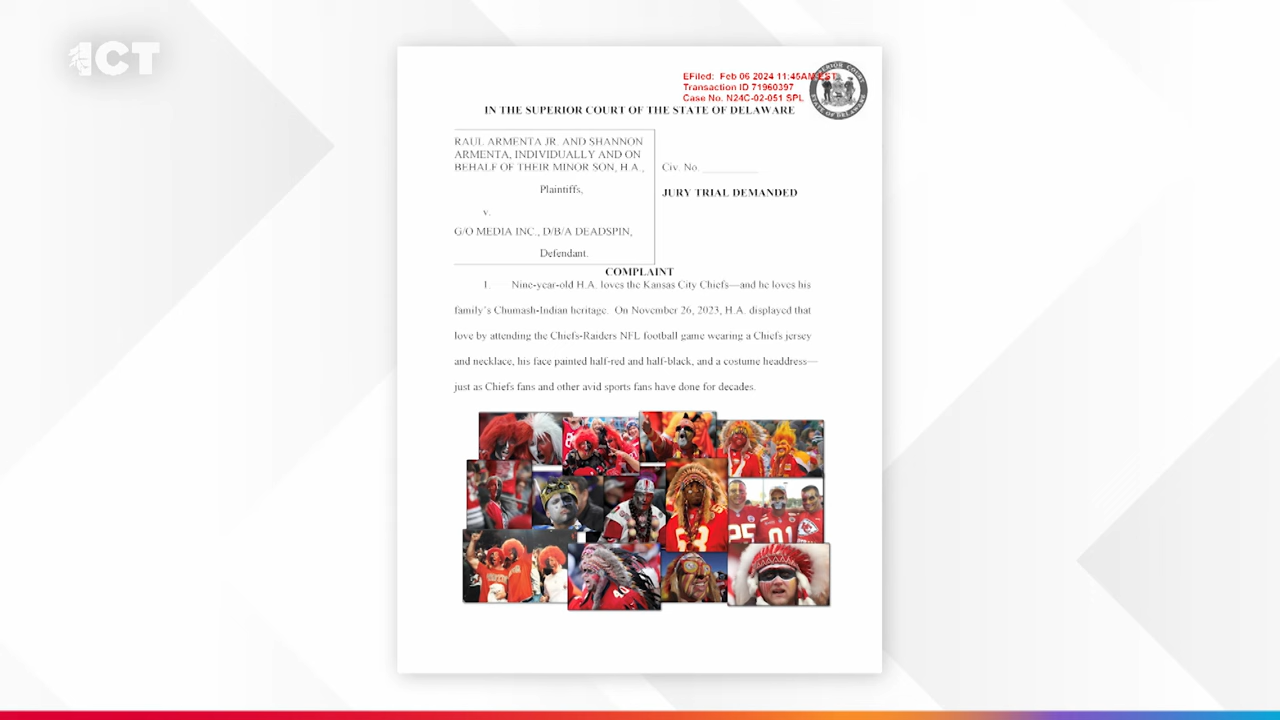 ICT
EFiled: Feb 06 2024 11:45AM EST
Transaction ID 71960397
Case No. N24C-02-051 SPL
IN THE SUPERIOR COURT OF THE STATE OF DELAWARE
RAUL ARMENTA JR. AND SHANNON
ARMENTA, INDIVIDUALLY AND ON
BEHALF OF THEIR MINOR SON, H.A.,
Plaintiffs,
v.
G/O MEDIA INC., D/B/A DEADSPIN,
Defendant.
Civ. No. ___________
JURY TRIAL DEMANDED
COMPLAINT
1. Nine-year-old H.A. loves the Kansas City Chiefs—and he loves his
family's Chumash-Indian heritage. On November 26, 2023, H.A. displayed that
love by attending the Chiefs-Raiders NFL football game wearing a Chiefs jersey
and necklace, his face painted half-red and half-black, and a costume headdress—
just as Chiefs fans and other avid sports fans have done for decades.